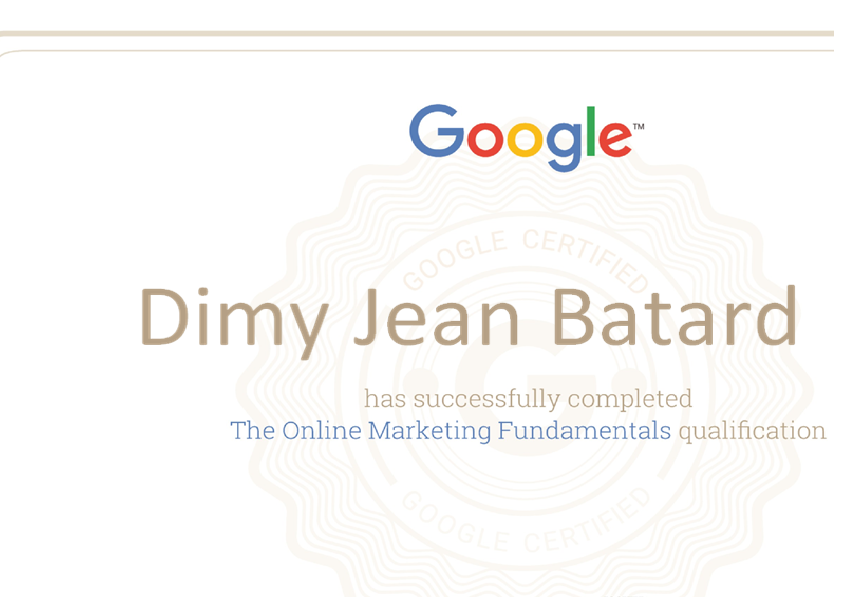 Google™
GOOGLE CERTIFIED
Dimy Jean Batard
has successfully completed
The Online Marketing Fundamentals qualification
GOOGLE CERTIFIED